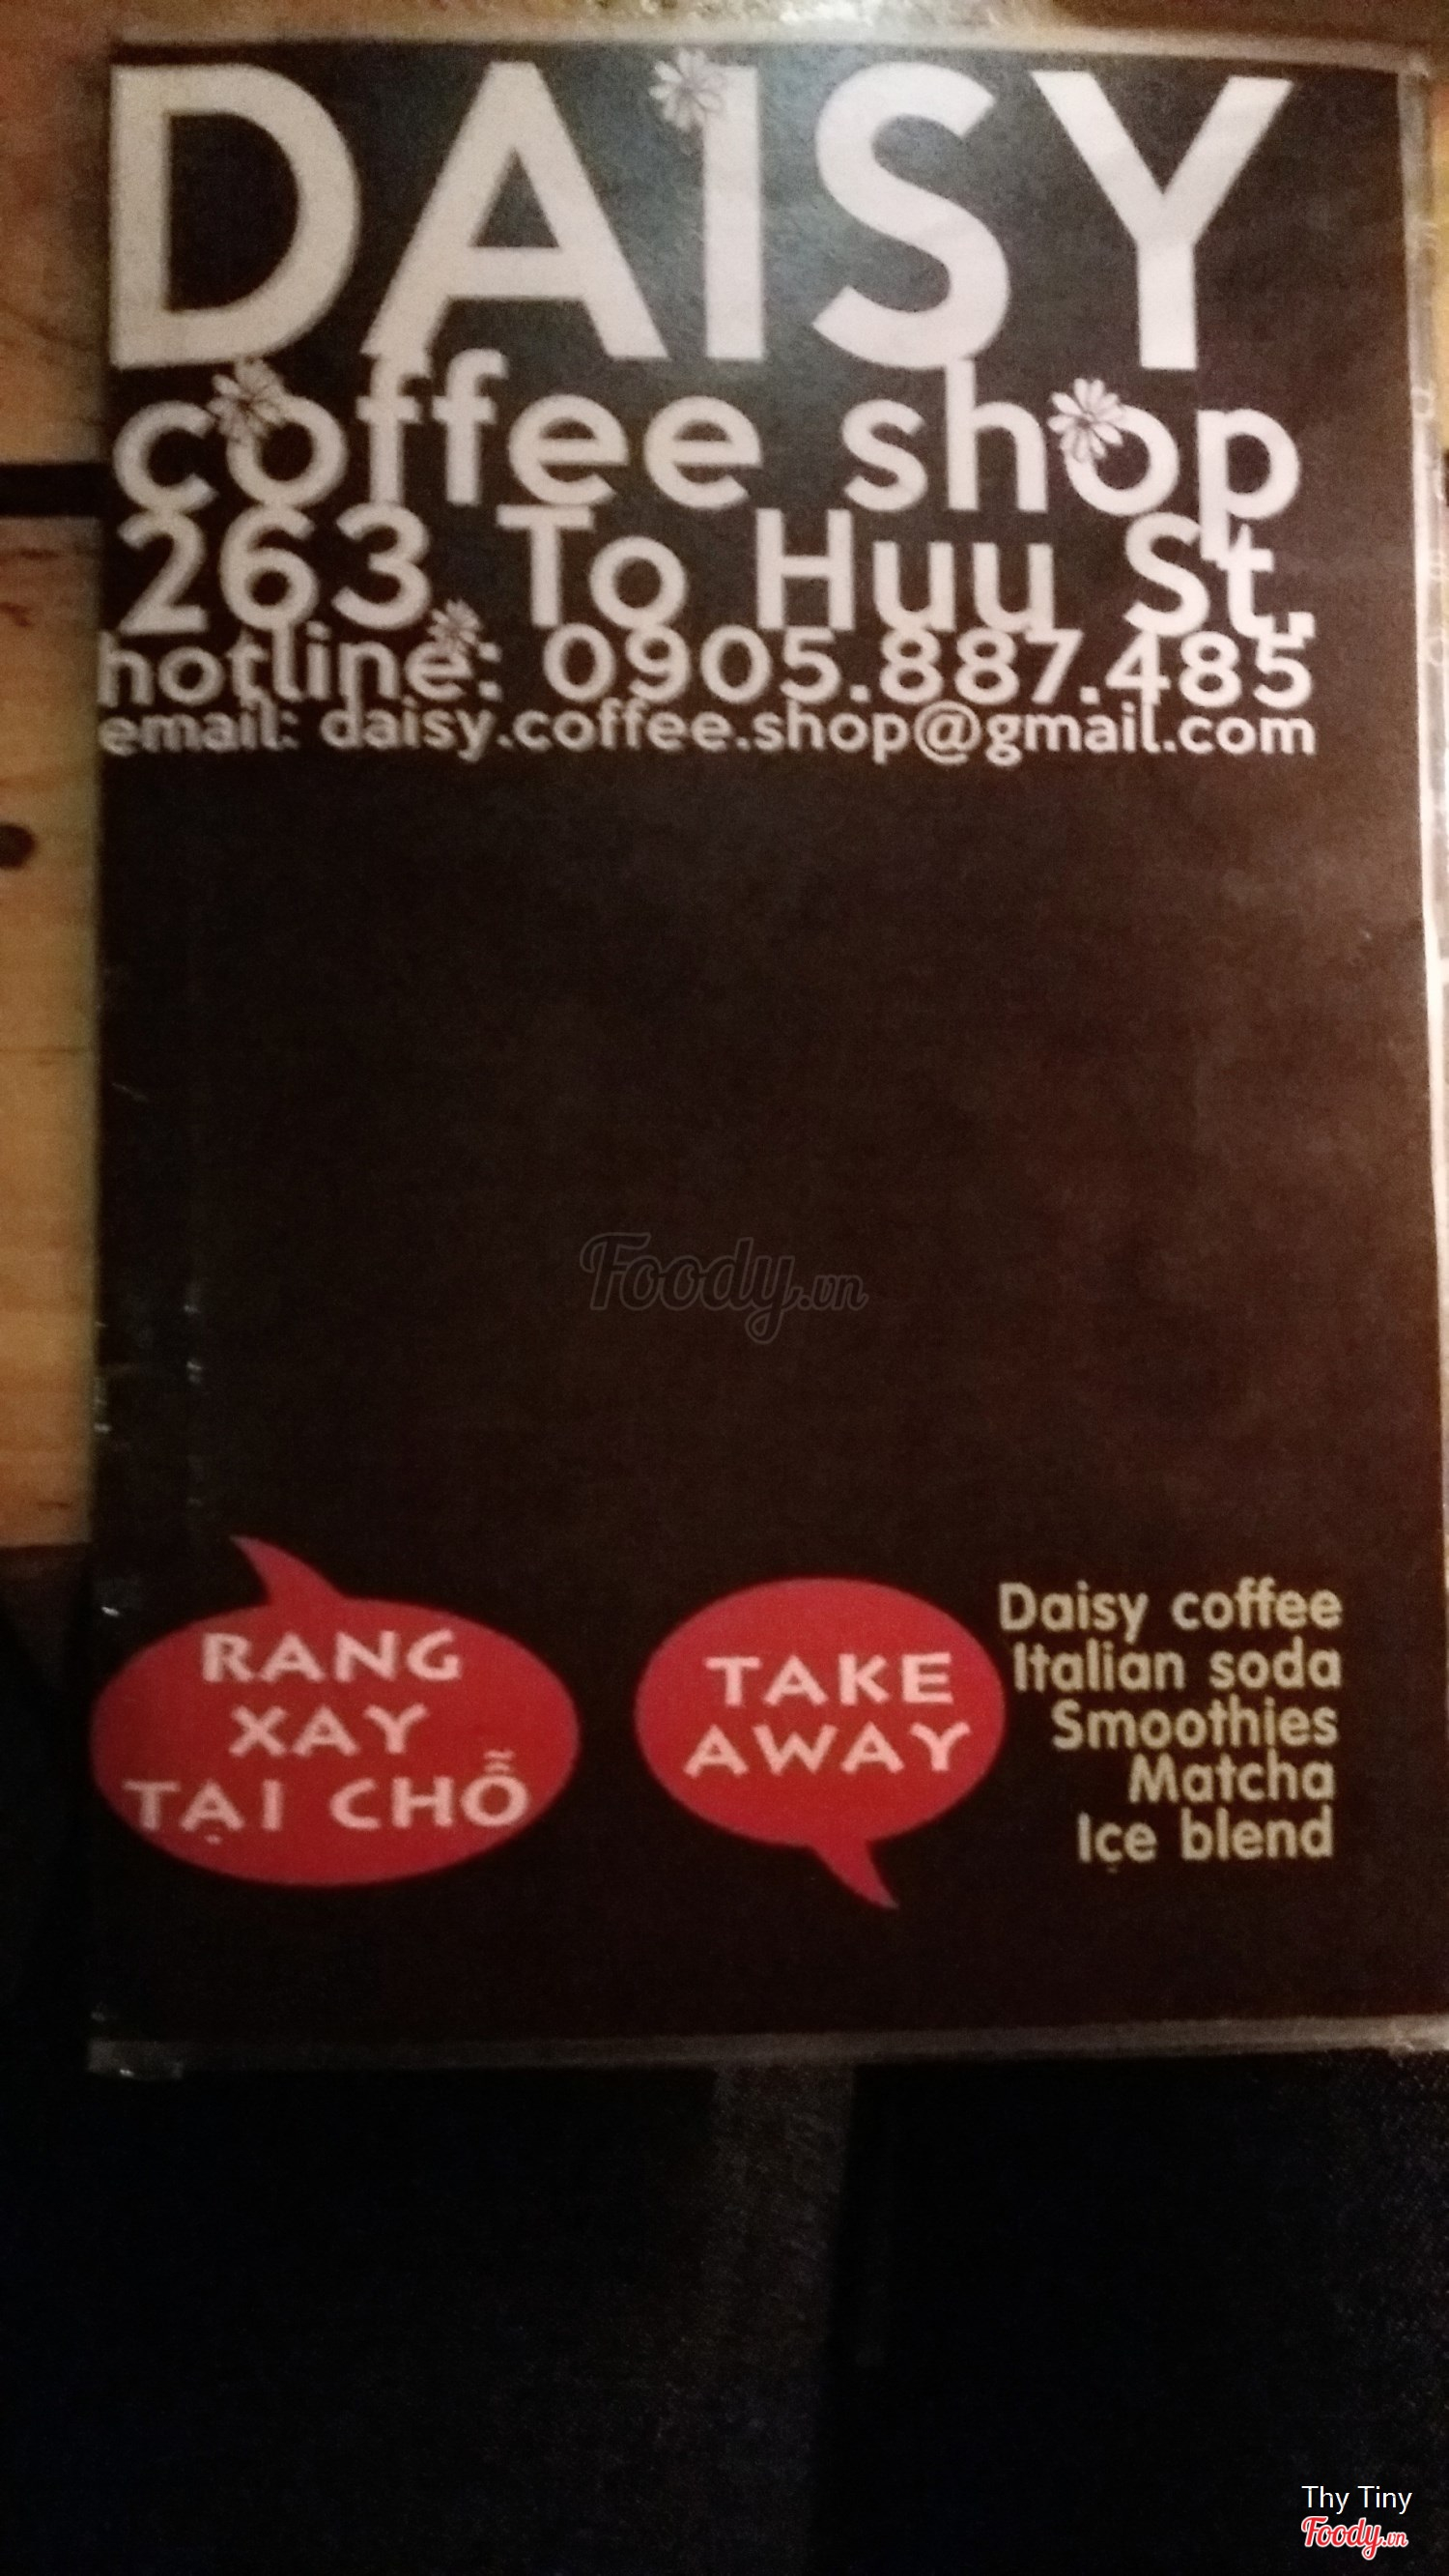 DAISY
coffee shop
263 To Huu St.
hotline: 0905.887.485
email: daisy.coffee.shop@gmail.com
Foody.vn
RANG
XAY
TẠI CHỖ
TAKE
AWAY
Daisy coffee
Italian soda
Smoothies
Matcha
Ice blend
Thy Tiny
Foody.vn